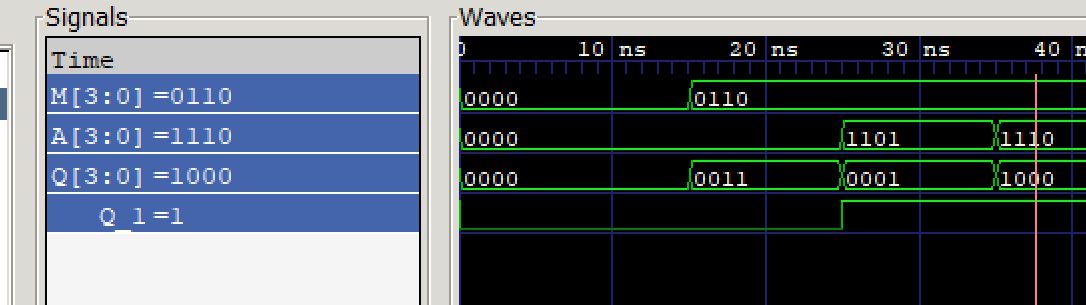 Signals Waves
Time 0 10 ns 20 ns 30 ns 40 n
M[3:0] =0110 0000 0110
A[3:0] =1110 0000 1101 1110
Q[3:0] =1000 0000 0011 0001 1000
Q_1 =1